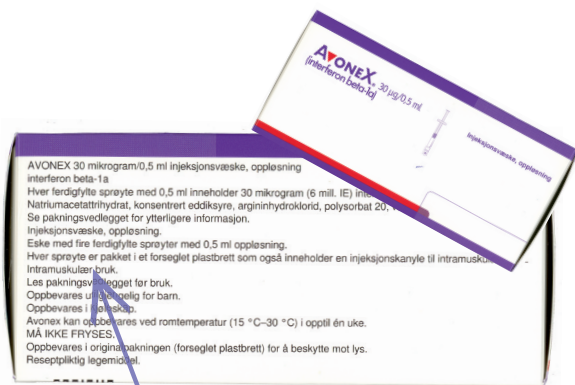 AVONEX®
(interferon beta-1a)
30 µg/0,5 ml
Injeksjonsvæske, oppløsning
AVONEX 30 mikrogram/0,5 ml injeksjonsvæske, oppløsning
interferon beta-1a
Hver ferdigfylte sprøyte med 0,5 ml inneholder 30 mikrogram (6 mill. IE)
Natriumacetattrihydrat, konsentrert eddiksyre, argininhydroklorid, polysorbat 20,
Se pakningsvedlegget for ytterligere informasjon.
Injeksjonsvæske, oppløsning.
Eske med fire ferdigfylte sprøyter med 0,5 ml oppløsning.
Hver sprøyte er pakket i et forseglet plastbrett som også inneholder en injeksjonskanyle til
Intramuskulær bruk.
Les pakningsvedlegget før bruk.
Oppbevares utilgjengelig for barn.
Oppbevares i kjøleskap.
Avonex kan oppbevares ved romtemperatur (15 °C–30 °C) i opptil én uke.
MÅ IKKE FRYSES.
Oppbevares i originalpakningen (forseglet plastbrett) for å beskytte mot lys.
Reseptpliktig legemiddel.